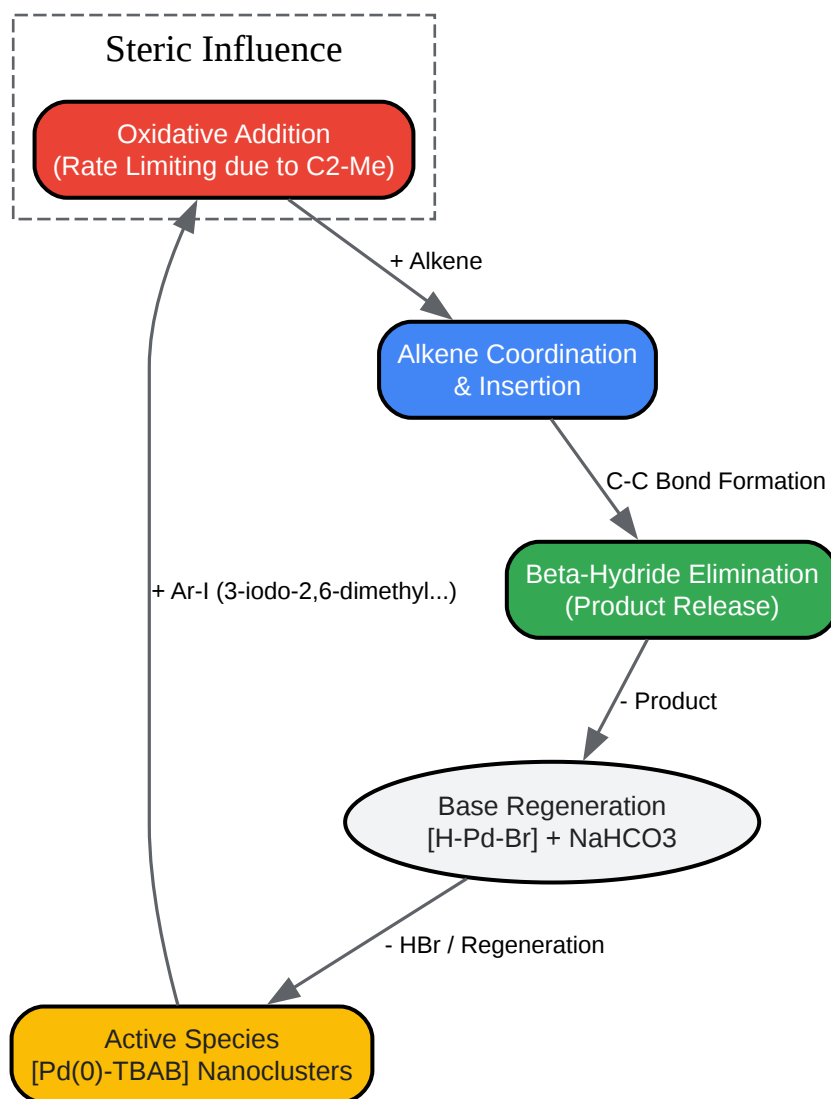 Steric Influence
Oxidative Addition
(Rate Limiting due to C2-Me)
+ Alkene
Alkene Coordination
& Insertion
C-C Bond Formation
+ Ar-I (3-iodo-2,6-dimethyl...)
Beta-Hydride Elimination
(Product Release)
- Product
Base Regeneration
[H-Pd-Br] + NaHCO3
- HBr / Regeneration
Active Species
[Pd(0)-TBAB] Nanoclusters